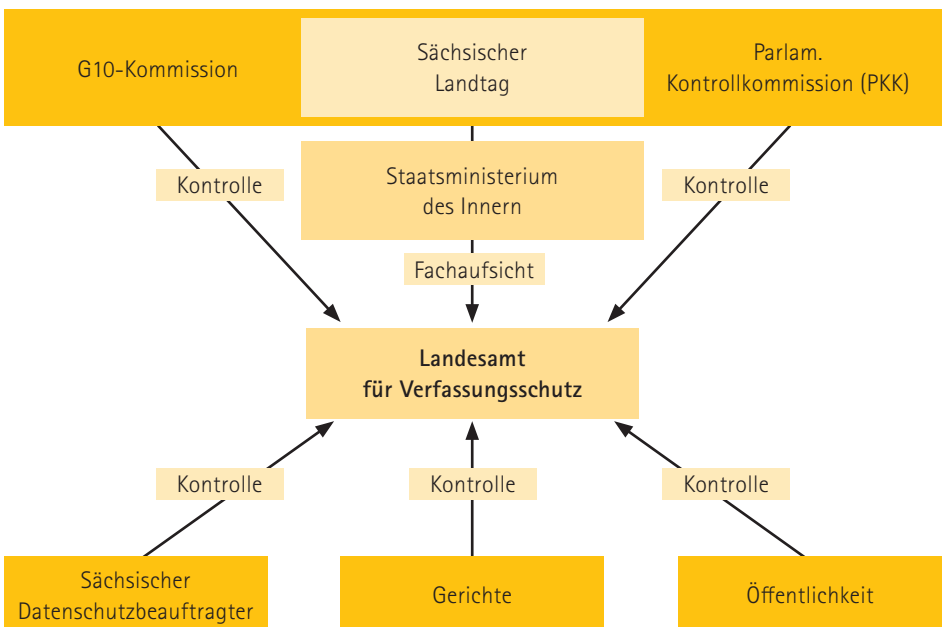 G10-Kommission
Sächsischer
Landtag
Parlam.
Kontrollkommission (PKK)
Kontrolle
Staatsministerium
des Innern
Kontrolle
Fachaufsicht
Landesamt
für Verfassungsschutz
Kontrolle
Kontrolle
Kontrolle
Sächsischer
Datenschutzbeauftragter
Gerichte
Öffentlichkeit